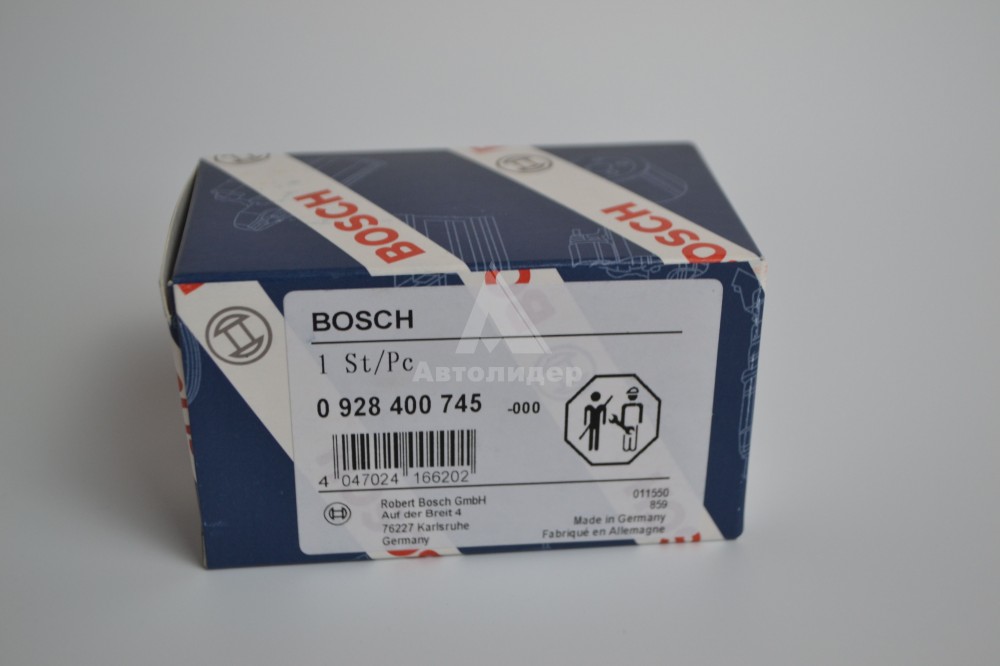 BOSCH
OSCH
BOSCH
1 St/Pc
Автолидер
0 928 400 745 -000
4 047024 166202
Robert Bosch GmbH
Auf der Breit 4
76227 Karlsruhe
Germany
011550
859
Made in Germany
Fabriqué en Allemagne